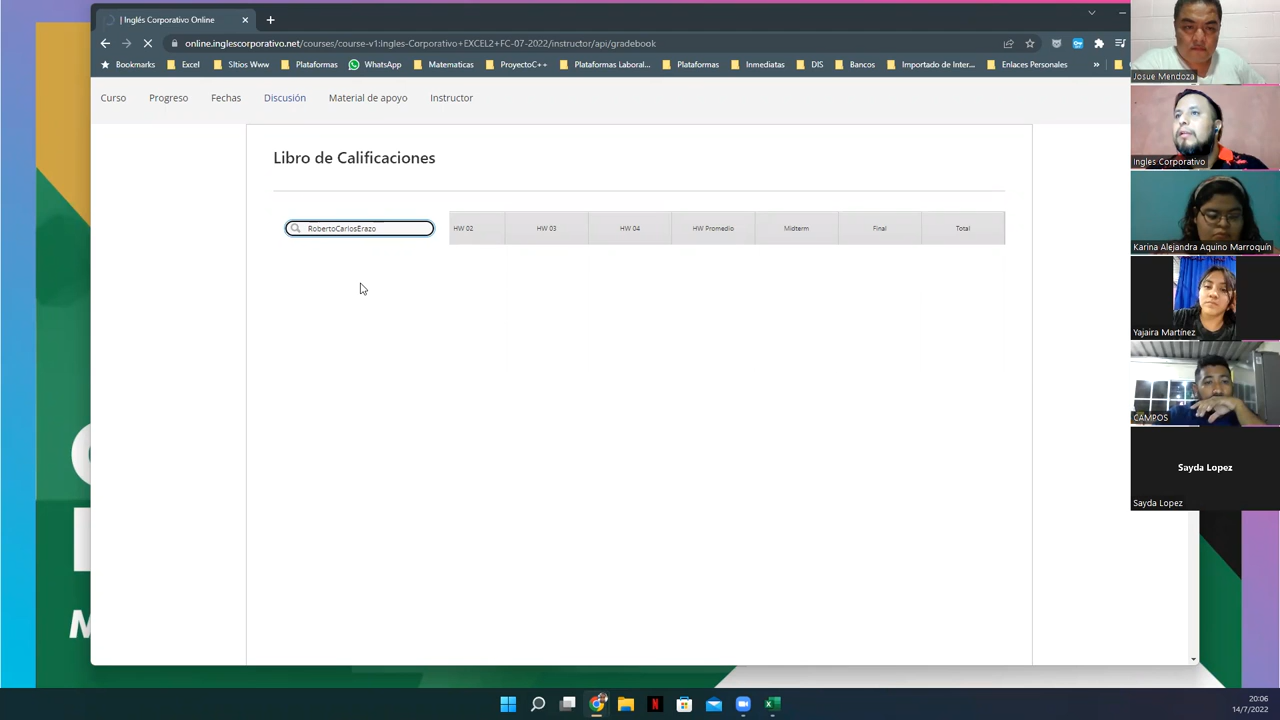 | Inglés Corporativo Online
online.inglescorporativo.net/courses/course-v1:Ingles-Corporativo+EXCEL2+FC-07-2022/instructor/api/gradebook
Bookmarks Excel Sltios Www Plataformas WhatsApp Matematicas ProyectoC++ Plataformas Laboral... Plataformas Inmediatas DIS Bancos Importado de Inter... Enlaces Personales »
Curso Progreso Fechas Discusión Material de apoyo Instructor
Libro de Calificaciones
RobertoCarlosErazo HW 02 HW 03 HW 04 HW Promedio Midterm Final Total
Josue Mendoza
Ingles Corporativo
Karina Alejandra Aquino Marroquín
Yajaira Martínez
CAMPOS
Sayda Lopez
Sayda Lopez
20:06
14/7/2022